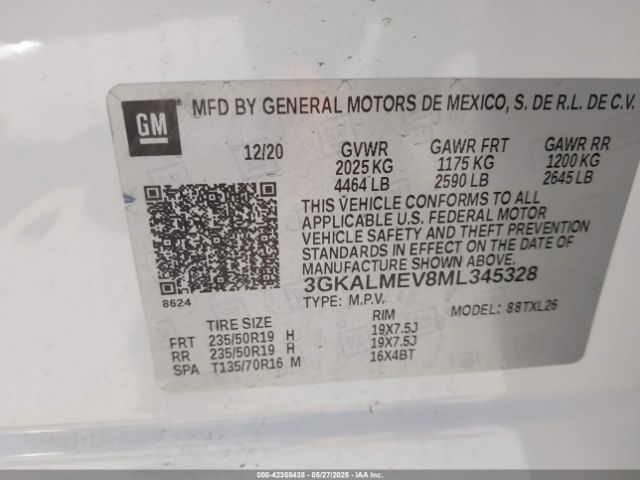 GM MFD BY GENERAL MOTORS DE MEXICO, S. DE R.L. DE C.V.
12/20 GVWR GAWR FRT GAWR RR
2025 KG 1175 KG 1200 KG
4464 LB 2590 LB 2645 LB
THIS VEHICLE CONFORMS TO ALL
APPLICABLE U.S. FEDERAL MOTOR
VEHICLE SAFETY AND THEFT PREVENTION
STANDARDS IN EFFECT ON THE DATE OF
MANUFACTURE SHOWN ABOVE.
3GKALMEV8ML345328
8624
TYPE: M.P.V. MODEL: 88TXL26
TIRE SIZE RIM
FRT 235/50R19 H 19X7.5J
RR 235/50R19 H 19X7.5J
SPA T135/70R16 M 16X4BT
000-42358438 - 05/27/2025 - IAA Inc.